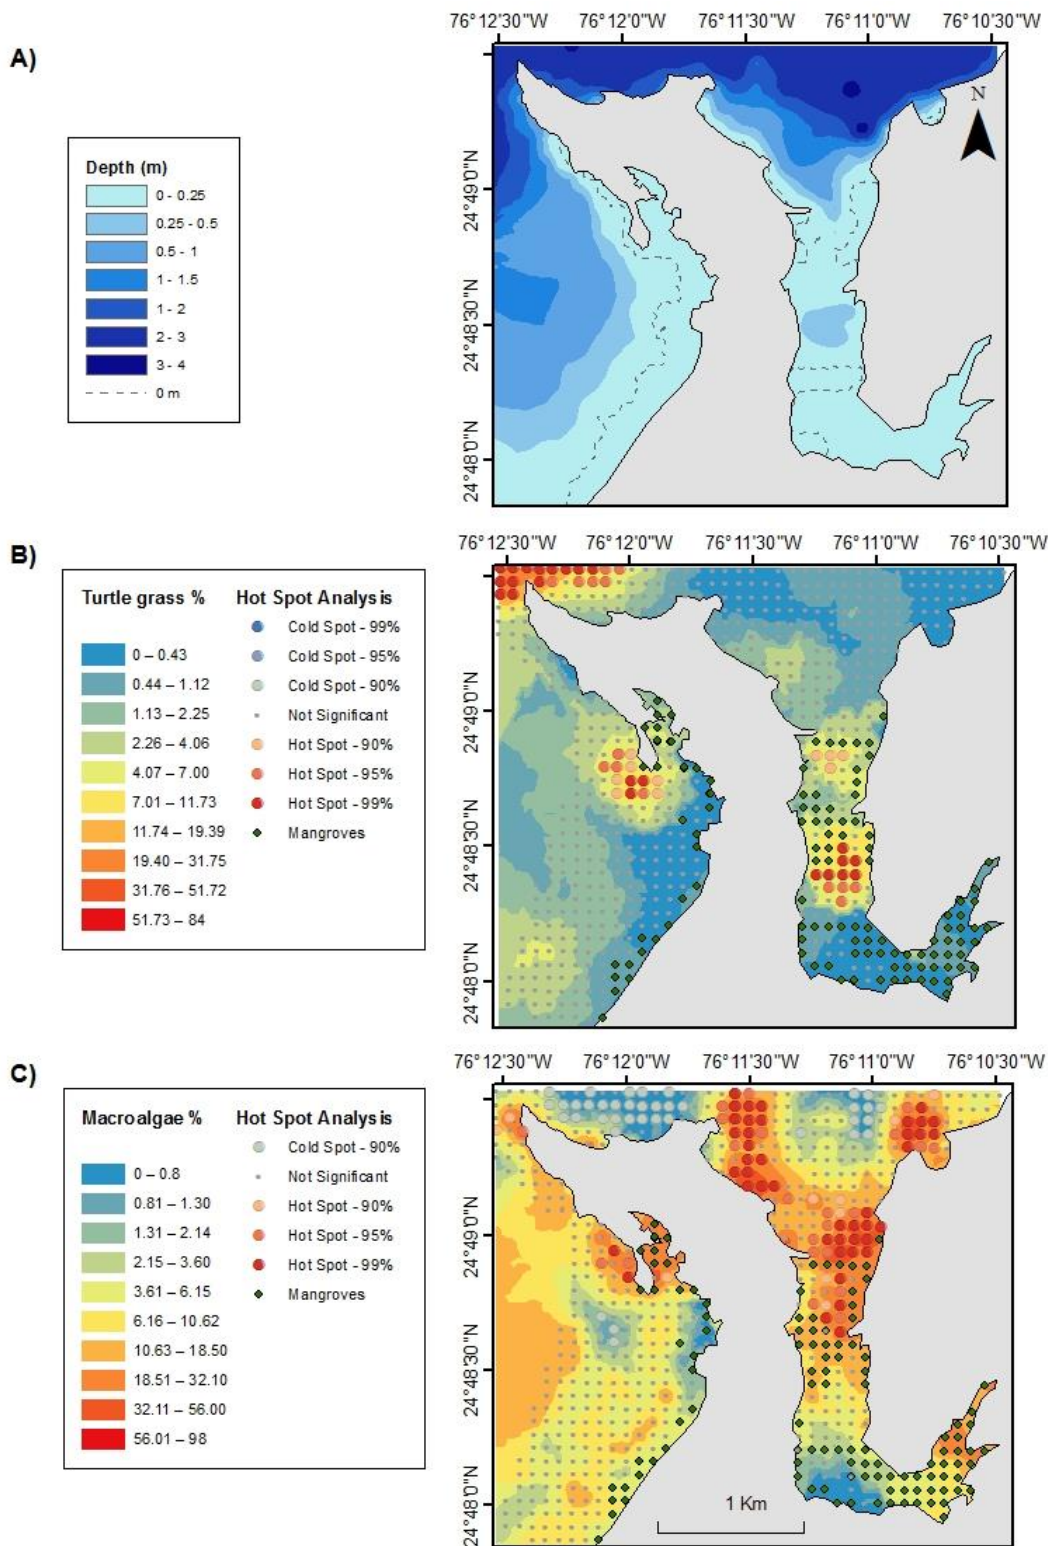 A)
76°12'30"W 76°12'0"W 76°11'30"W 76°11'0"W 76°10'30"W
N
24°49'0"N
24°48'30"N
24°48'0"N
Depth (m)
0 - 0.25
0.25 - 0.5
0.5 - 1
1 - 1.5
1 - 2
2 - 3
3 - 4
0 m
B)
76°12'30"W 76°12'0"W 76°11'30"W 76°11'0"W 76°10'30"W
24°49'0"N
24°48'30"N
24°48'0"N
Turtle grass %
0 – 0.43
0.44 – 1.12
1.13 – 2.25
2.26 – 4.06
4.07 – 7.00
7.01 – 11.73
11.74 – 19.39
19.40 – 31.75
31.76 – 51.72
51.73 – 84
Hot Spot Analysis
Cold Spot - 99%
Cold Spot - 95%
Cold Spot - 90%
Not Significant
Hot Spot - 90%
Hot Spot - 95%
Hot Spot - 99%
Mangroves
C)
76°12'30"W 76°12'0"W 76°11'30"W 76°11'0"W 76°10'30"W
24°49'0"N
24°48'30"N
24°48'0"N
Macroalgae %
0 – 0.8
0.81 – 1.30
1.31 – 2.14
2.15 – 3.60
3.61 – 6.15
6.16 – 10.62
10.63 – 18.50
18.51 – 32.10
32.11 – 56.00
56.01 – 98
Hot Spot Analysis
Cold Spot - 90%
Not Significant
Hot Spot - 90%
Hot Spot - 95%
Hot Spot - 99%
Mangroves
1 Km